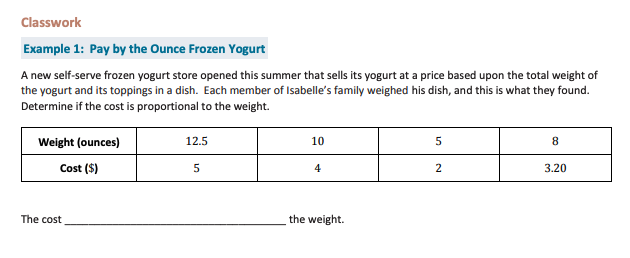 Classwork
Example 1: Pay by the Ounce Frozen Yogurt
A new self-serve frozen yogurt store opened this summer that sells its yogurt at a price based upon the total weight of
the yogurt and its toppings in a dish. Each member of Isabelle's family weighed his dish, and this is what they found.
Determine if the cost is proportional to the weight.
Weight (ounces) 12.5 10 5 8
Cost ($) 5 4 2 3.20
The cost ________________________________________ the weight.